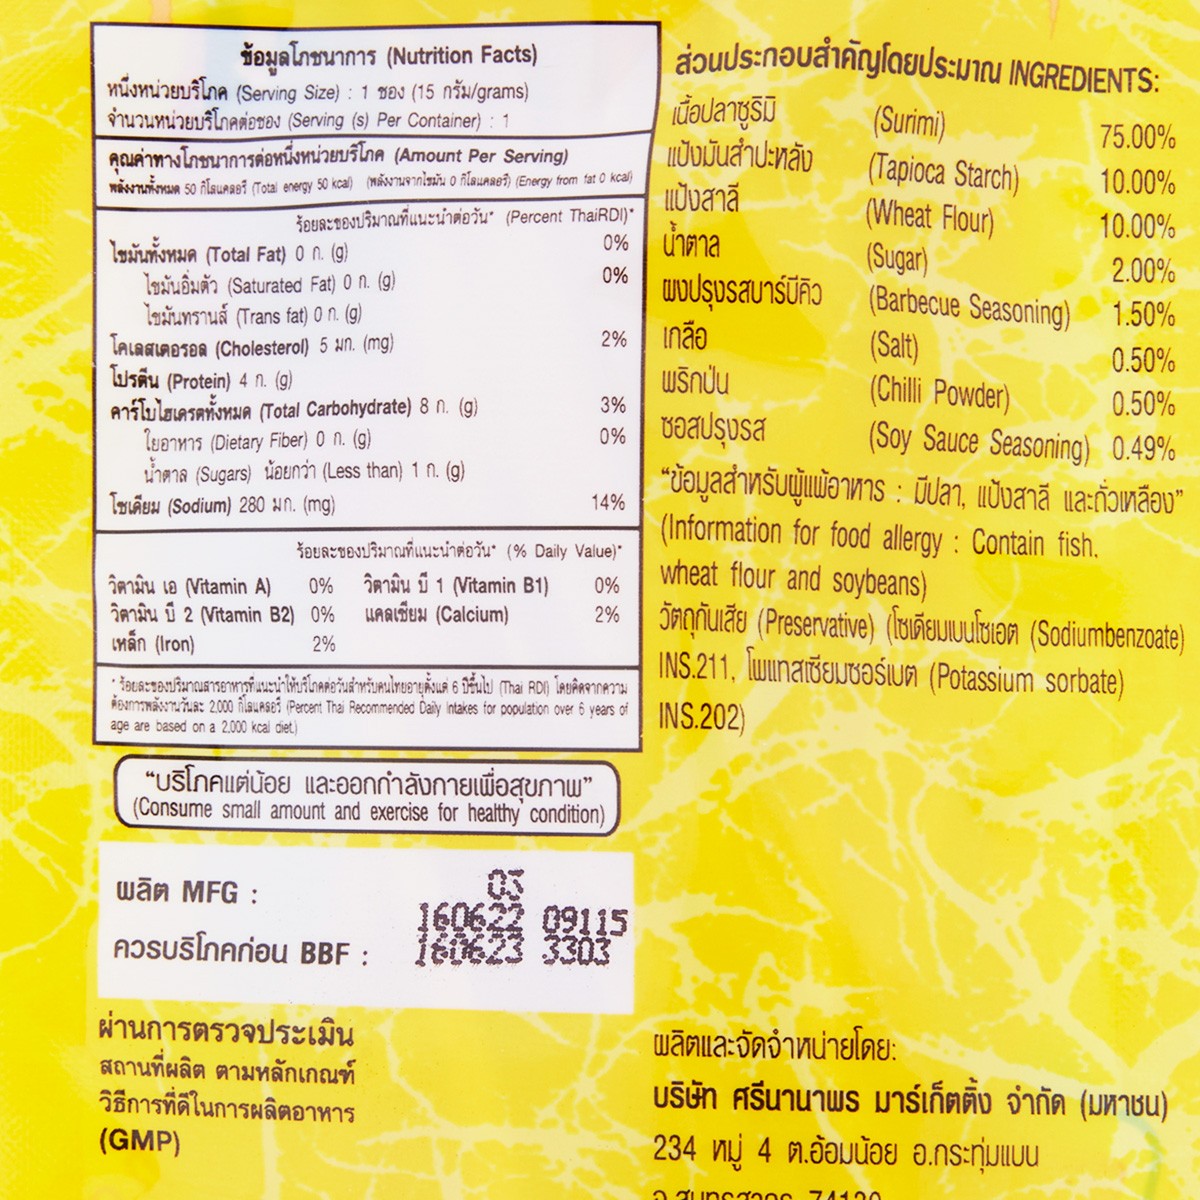 ข้อมูลโภชนาการ (Nutrition Facts)
หนึ่งหน่วยบริโภค (Serving Size) : 1 ซอง (15 กรัม/grams)
จำนวนหน่วยบริโภคต่อซอง (Serving (s) Per Container) : 1
คุณค่าทางโภชนาการต่อหนึ่งหน่วยบริโภค (Amount Per Serving)
พลังงานทั้งหมด 50 กิโลแคลอรี (Total energy 50 kcal) (พลังงานจากไขมัน 0 กิโลแคลอรี) (Energy from fat 0 kcal)
ร้อยละของปริมาณที่แนะนำต่อวัน* (Percent ThaiRDI)*
ไขมันทั้งหมด (Total Fat) 0 ก. (g) 0%
ไขมันอิ่มตัว (Saturated Fat) 0 ก. (g) 0%
ไขมันทรานส์ (Trans fat) 0 ก. (g)
โคเลสเตอรอล (Cholesterol) 5 มก. (mg) 2%
โปรตีน (Protein) 4 ก. (g)
คาร์โบไฮเดรตทั้งหมด (Total Carbohydrate) 8 ก. (g) 3%
ใยอาหาร (Dietary Fiber) 0 ก. (g) 0%
น้ำตาล (Sugars) น้อยกว่า (Less than) 1 ก. (g)
โซเดียม (Sodium) 280 มก. (mg) 14%
ร้อยละของปริมาณที่แนะนำต่อวัน* (% Daily Value)*
วิตามิน เอ (Vitamin A) 0% วิตามิน บี 1 (Vitamin B1) 0%
วิตามิน บี 2 (Vitamin B2) 0% แคลเซียม (Calcium) 2%
เหล็ก (Iron) 2%
* ร้อยละของปริมาณสารอาหารที่แนะนำให้บริโภคต่อวันสำหรับคนไทยอายุตั้งแต่ 6 ปีขึ้นไป (Thai RDI) โดยคิดจากความ
ต้องการพลังงานวันละ 2,000 กิโลแคลอรี (Percent Thai Recommended Daily Intakes for population over 6 years of
age are based on a 2,000 kcal diet.)
“บริโภคแต่น้อย และออกกำลังกายเพื่อสุขภาพ”
(Consume small amount and exercise for healthy condition)
03
ผลิต MFG : 160622 09115
ควรบริโภคก่อน BBF : 160623 3303
ผ่านการตรวจประเมิน
สถานที่ผลิต ตามหลักเกณฑ์
วิธีการที่ดีในการผลิตอาหาร
(GMP)
ส่วนประกอบสำคัญโดยประมาณ INGREDIENTS:
เนื้อปลาซูริมิ (Surimi) 75.00%
แป้งมันสำปะหลัง (Tapioca Starch) 10.00%
แป้งสาลี (Wheat Flour) 10.00%
น้ำตาล (Sugar) 2.00%
ผงปรุงรสบาร์บีคิว (Barbecue Seasoning) 1.50%
เกลือ (Salt) 0.50%
พริกป่น (Chilli Powder) 0.50%
ซอสปรุงรส (Soy Sauce Seasoning) 0.49%
“ข้อมูลสำหรับผู้แพ้อาหาร : มีปลา, แป้งสาลี และถั่วเหลือง”
(Information for food allergy : Contain fish,
wheat flour and soybeans)
วัตถุกันเสีย (Preservative) (โซเดียมเบนโซเอต (Sodiumbenzoate)
INS.211, โพแทสเซียมซอร์เบต (Potassium sorbate)
INS.202)
ผลิตและจัดจำหน่ายโดย:
บริษัท ศรีนานาพร มาร์เก็ตติ้ง จำกัด (มหาชน)
234 หมู่ 4 ต.อ้อมน้อย อ.กระทุ่มแบน
จ.สมุทรสาคร 74130